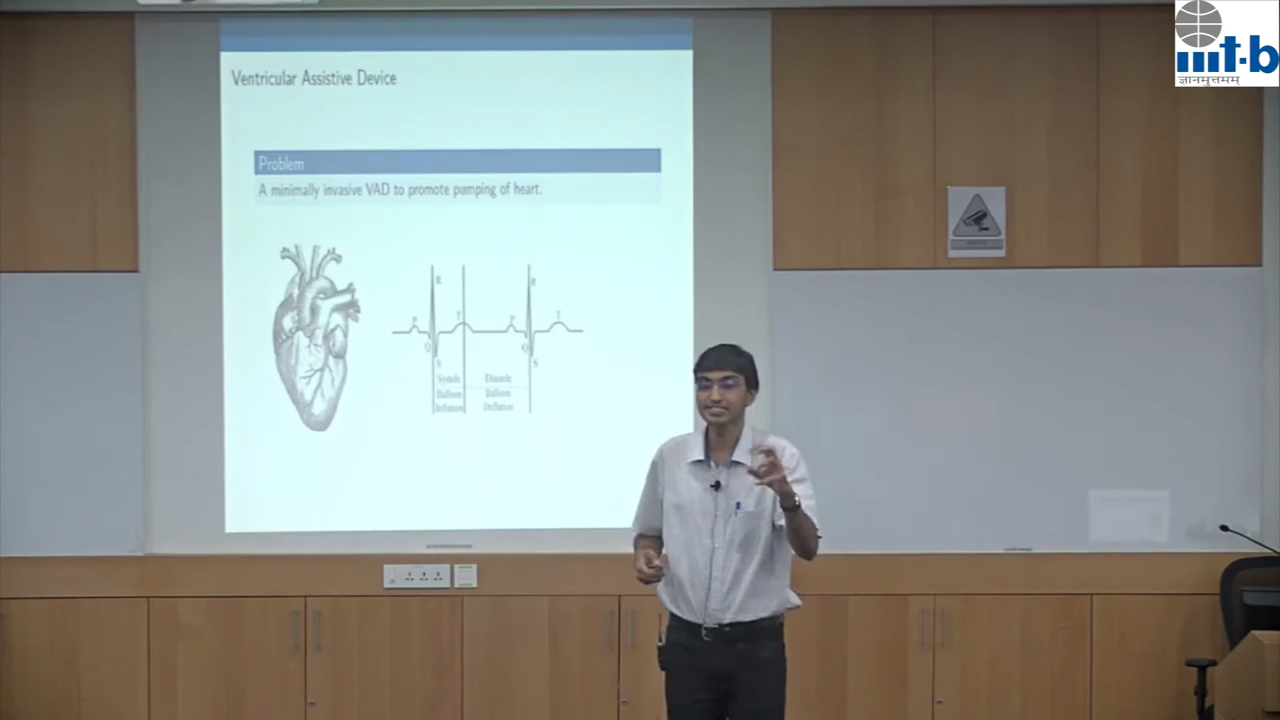 iiit-b
ज्ञानमुत्तमम्
Ventricular Assistive Device
Problem
A minimally invasive VAD to promote pumping of heart.
R R
P T P T
Q Q
S S
Systole Diastole
Balloon Balloon
Inflation Deflation